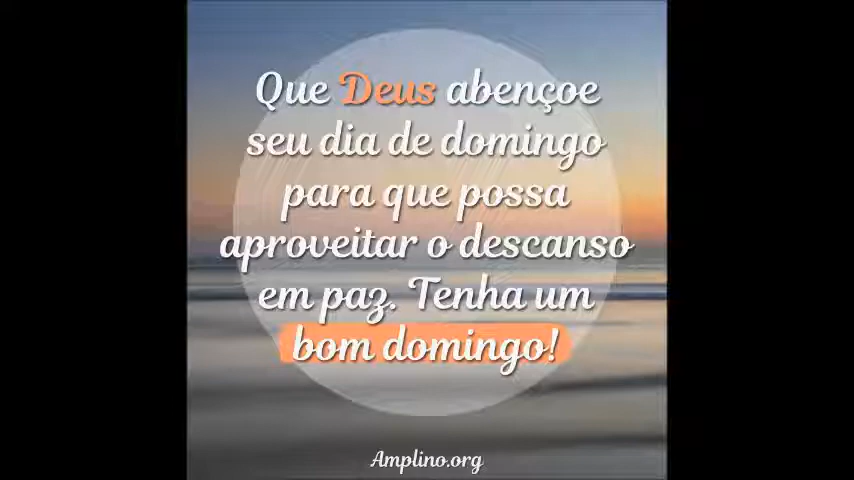 Que Deus abençoe
seu dia de domingo
para que possa
aproveitar o descanso
em paz. Tenha um
bom domingo!
Amplino.org